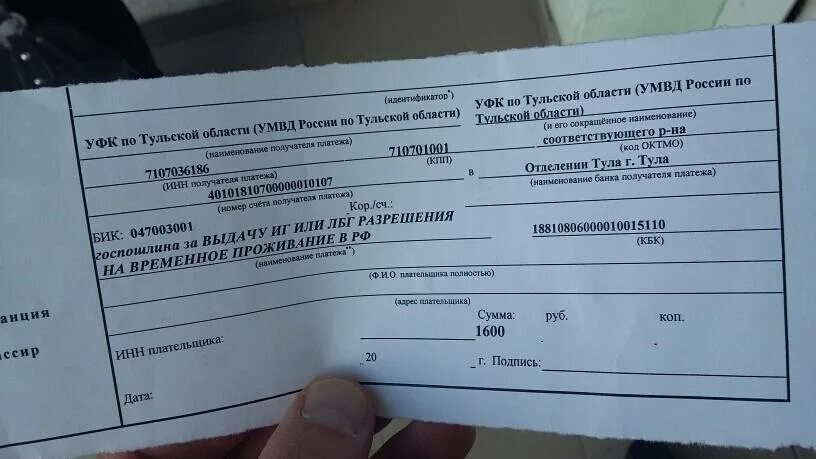 (идентификатор*)
УФК по Тульской области (УМВД России по Тульской области)
УФК по Тульской области (УМВД России по
Тульской области)
(наименование получателя платежа)
(и его сокращённое наименование)
7107036186
710701001
соответствующего р-на
(ИНН получателя платежа)
(КПП)
(код ОКТМО)
40101810700000010107
в
Отделении Тула г. Тула
(номер счёта получателя платежа)
(наименование банка получателя платежа)
БИК: 047003001
Кор./сч.:
госпошлина за ВЫДАЧУ ИГ ИЛИ ЛБГ РАЗРЕШЕНИЯ
НА ВРЕМЕННОЕ ПРОЖИВАНИЕ В РФ
18810806000010015110
(наименование платежа**)
(КБК)
(Ф.И.О. плательщика полностью)
(адрес плательщика)
анция
ассир
ИНН плательщика:
Сумма: руб. коп.
1600
Дата:
20
г. Подпись: